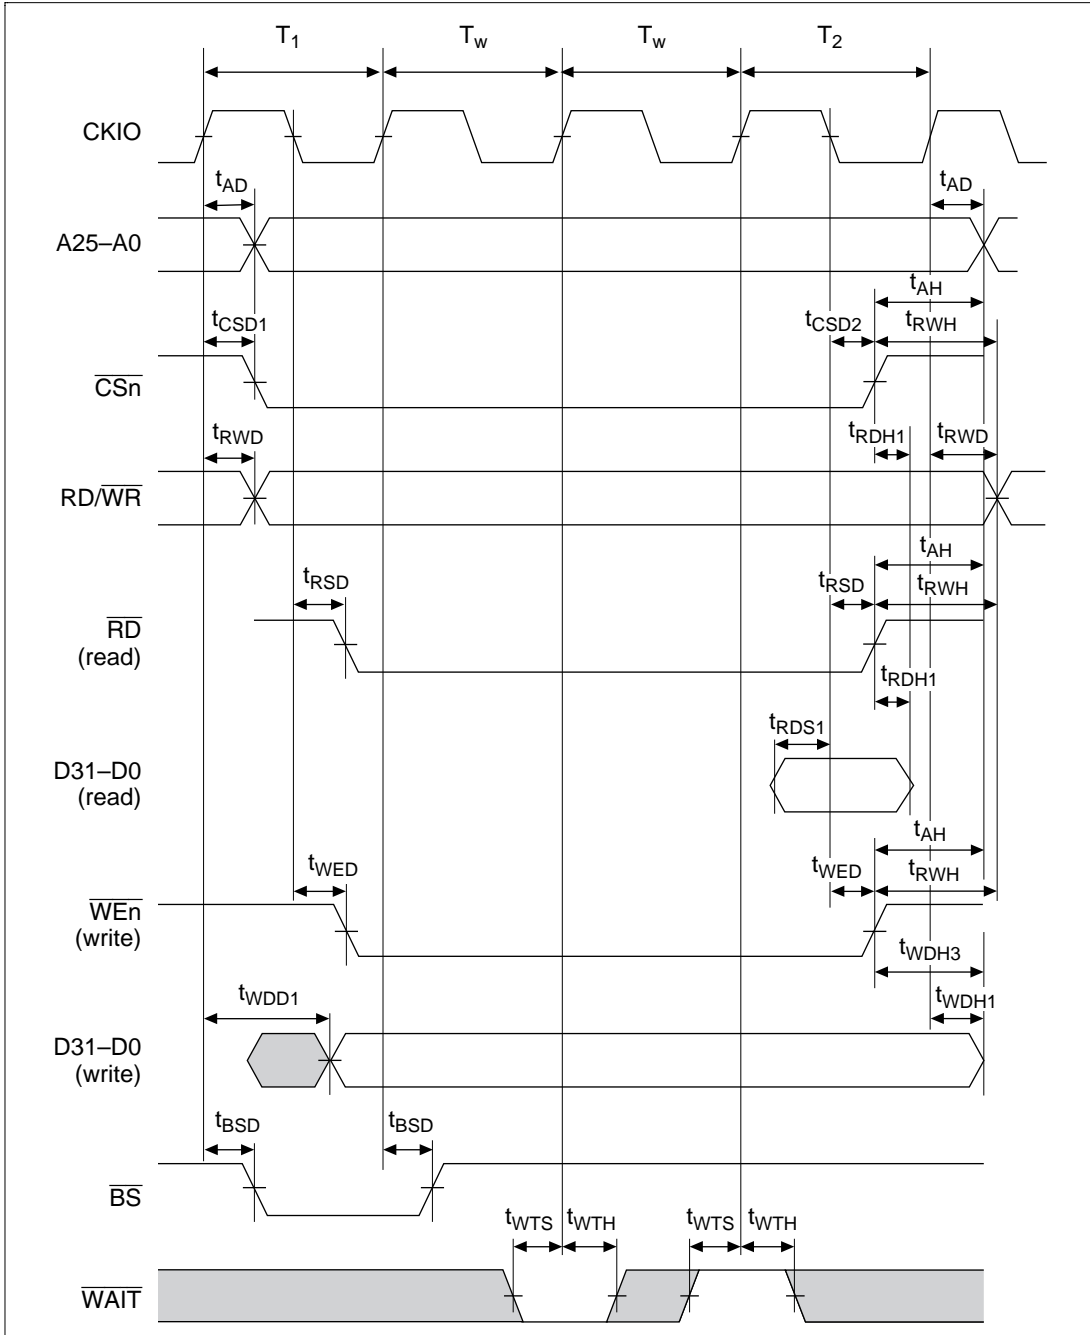 T1 Tw Tw T2
CKIO
tAD tAD
A25–A0
tAH
tCSD1 tCSD2 tRWH
CSn
tRWD tRDH1 tRWD
RD/WR
tAH
tRSD tRSD tRWH
RD
(read)
tRDH1
tRDS1
D31–D0
(read)
tAH
tWED tWED tRWH
WEn
(write)
tWDH3
tWDD1 tWDH1
D31–D0
(write)
tBSD tBSD
BS
tWTS tWTH tWTS tWTH
WAIT